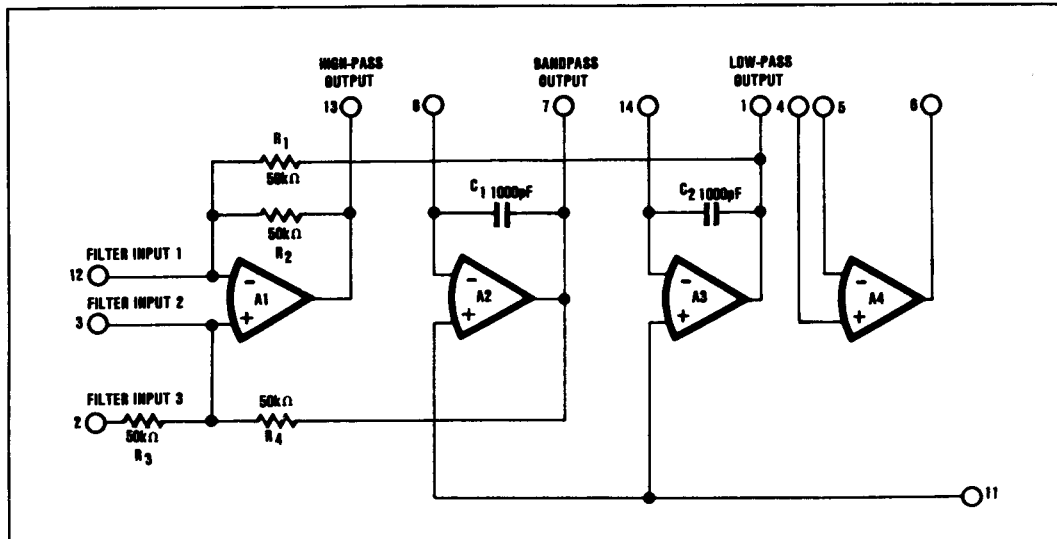 HIGH-PASS
OUTPUT
BANDPASS
OUTPUT
LOW-PASS
OUTPUT
13
8
7
14
1
4
5
6
R1
50kΩ
C1 1000pF
C2 1000pF
50kΩ
R2
FILTER INPUT 1
12
-
A1
+
FILTER INPUT 2
3
-
A2
+
-
A3
+
-
A4
+
FILTER INPUT 3
2
50kΩ
R3
50kΩ
R4
11